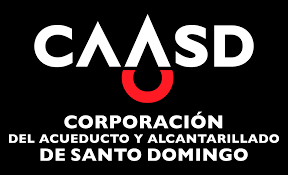 CAASD
CORPORACIÓN
DEL ACUEDUCTO Y ALCANTARILLADO
DE SANTO DOMINGO